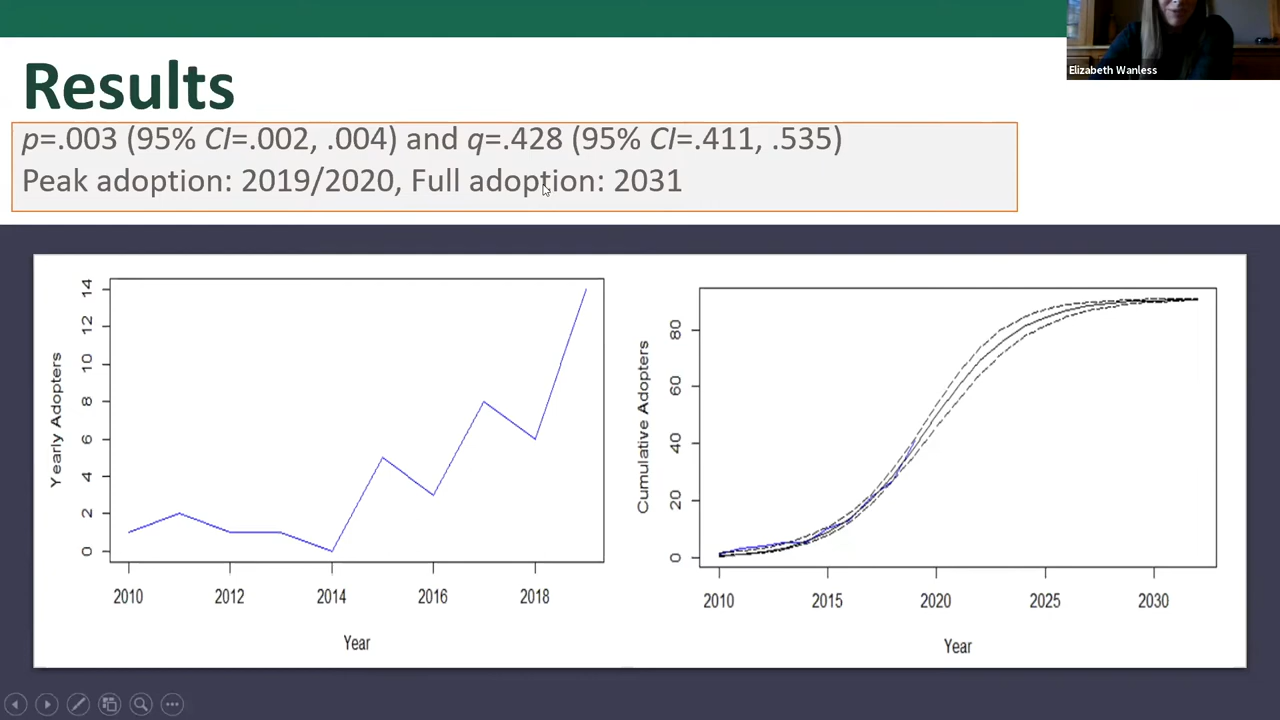 Elizabeth Wanless
Results
p=.003 (95% CI=.002, .004) and q=.428 (95% CI=.411, .535)
Peak adoption: 2019/2020, Full adoption: 2031
Yearly Adopters
14
12
10
8
6
4
2
0
2010 2012 2014 2016 2018
Year
Cumulative Adopters
80
60
40
20
0
2010 2015 2020 2025 2030
Year